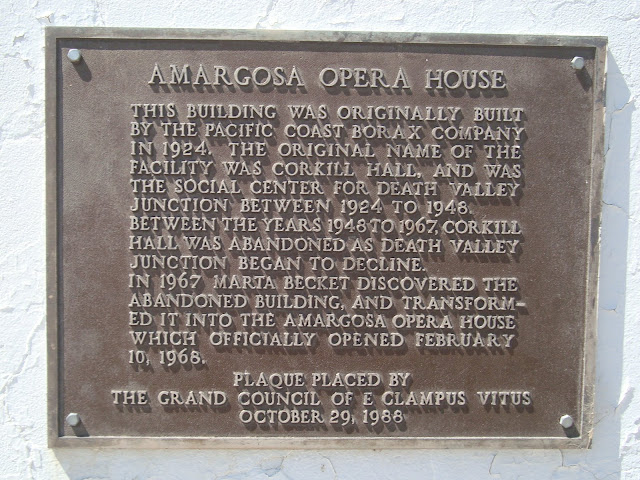 AMARGOSA OPERA HOUSE
THIS BUILDING WAS ORIGINALLY BUILT
BY THE PACIFIC COAST BORAX COMPANY
IN 1924. THE ORIGINAL NAME OF THE
FACILITY WAS CORKILL HALL, AND WAS
THE SOCIAL CENTER FOR DEATH VALLEY
JUNCTION BETWEEN 1924 TO 1948.
BETWEEN THE YEARS 1948 TO 1967, CORKILL
HALL WAS ABANDONED AS DEATH VALLEY
JUNCTION BEGAN TO DECLINE.
IN 1967 MARTA BECKET DISCOVERED THE
ABANDONED BUILDING, AND TRANSFORM-
ED IT INTO THE AMARGOSA OPERA HOUSE
WHICH OFFICIALLY OPENED FEBRUARY
10, 1968.
PLAQUE PLACED BY
THE GRAND COUNCIL OF E CLAMPUS VITUS
OCTOBER 29, 1988